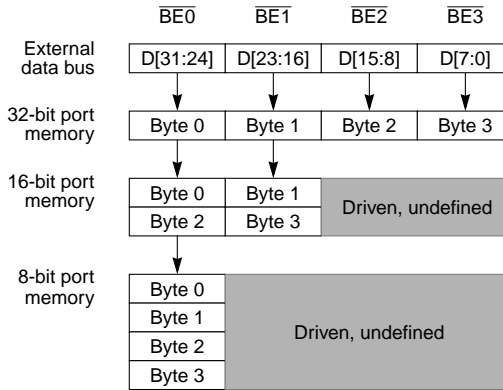 BE0 BE1 BE2 BE3
External data bus D[31:24] D[23:16] D[15:8] D[7:0]
32-bit port memory Byte 0 Byte 1 Byte 2 Byte 3
16-bit port memory Byte 0 Byte 1 Driven, undefined
Byte 2 Byte 3
8-bit port memory Byte 0 Driven, undefined
Byte 1
Byte 2
Byte 3